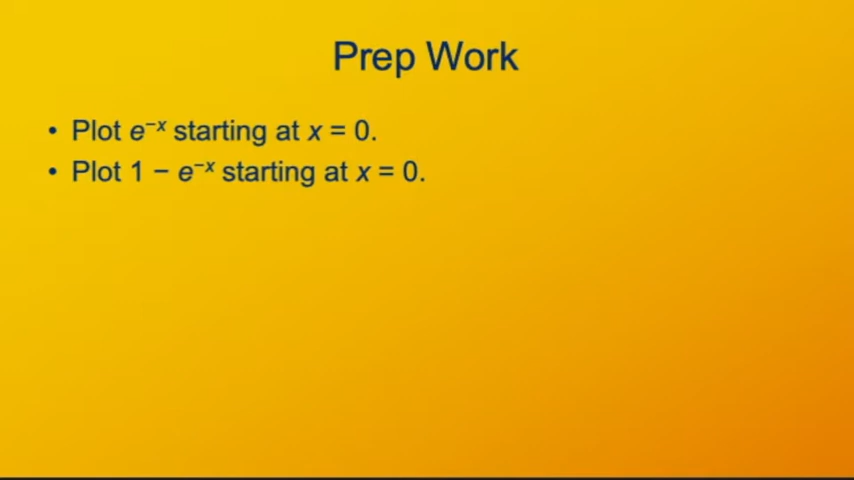 Prep Work
• Plot e⁻ˣ starting at x = 0.
• Plot 1 − e⁻ˣ starting at x = 0.